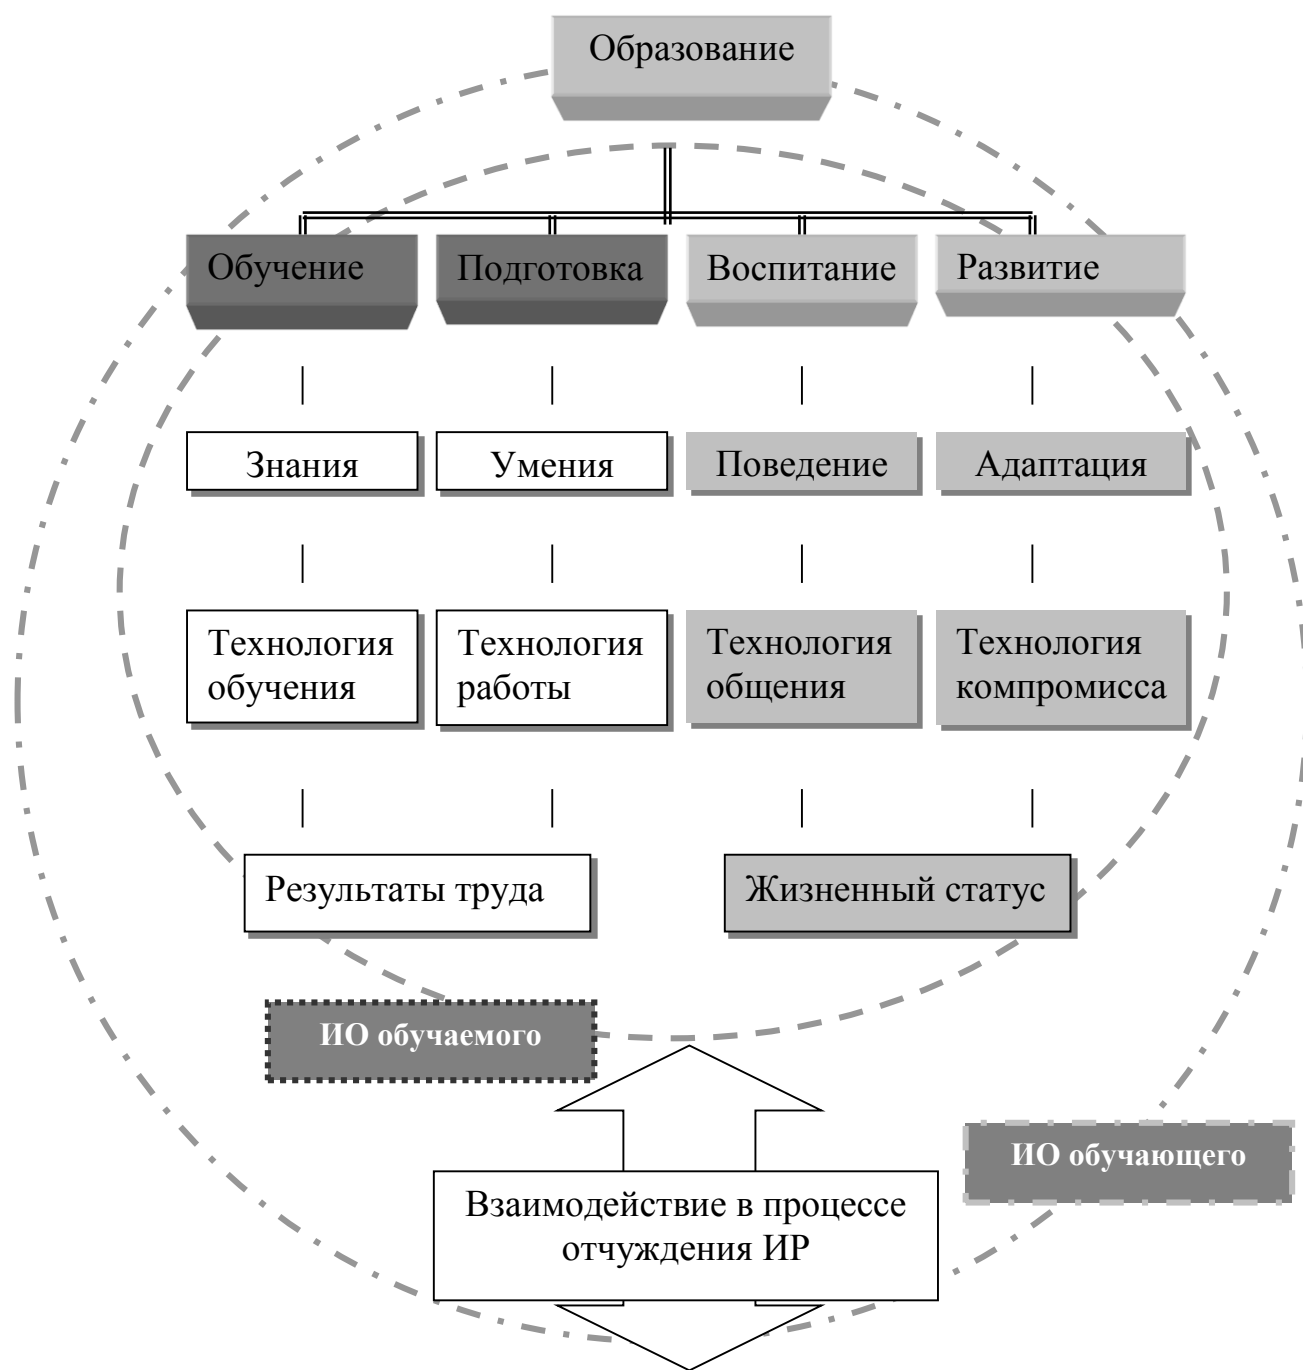 Образование
Обучение
Подготовка
Воспитание
Развитие
Знания
Умения
Поведение
Адаптация
Технология
обучения
Технология
работы
Технология
общения
Технология
компромисса
Результаты труда
Жизненный статус
ИО обучаемого
ИО обучающего
Взаимодействие в процессе
отчуждения ИР